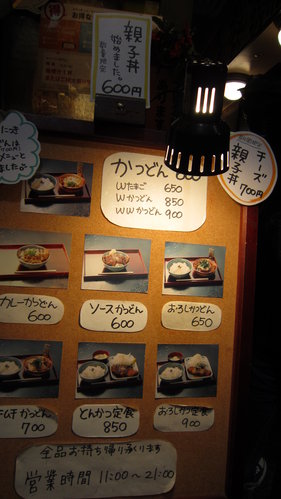 親子丼
始めました。
数量限定
600円
チーズ
親子丼
700円
かつどん
Wたまご 650
Wかつどん 850
WWかつどん 900
カレーかつどん
600
ソースかつどん
600
おろしかつどん
650
かつどん
700
とんかつ定食
850
おろしかつ定食
900
全品お持ち帰り承ります
営業時間 11:00〜21:00